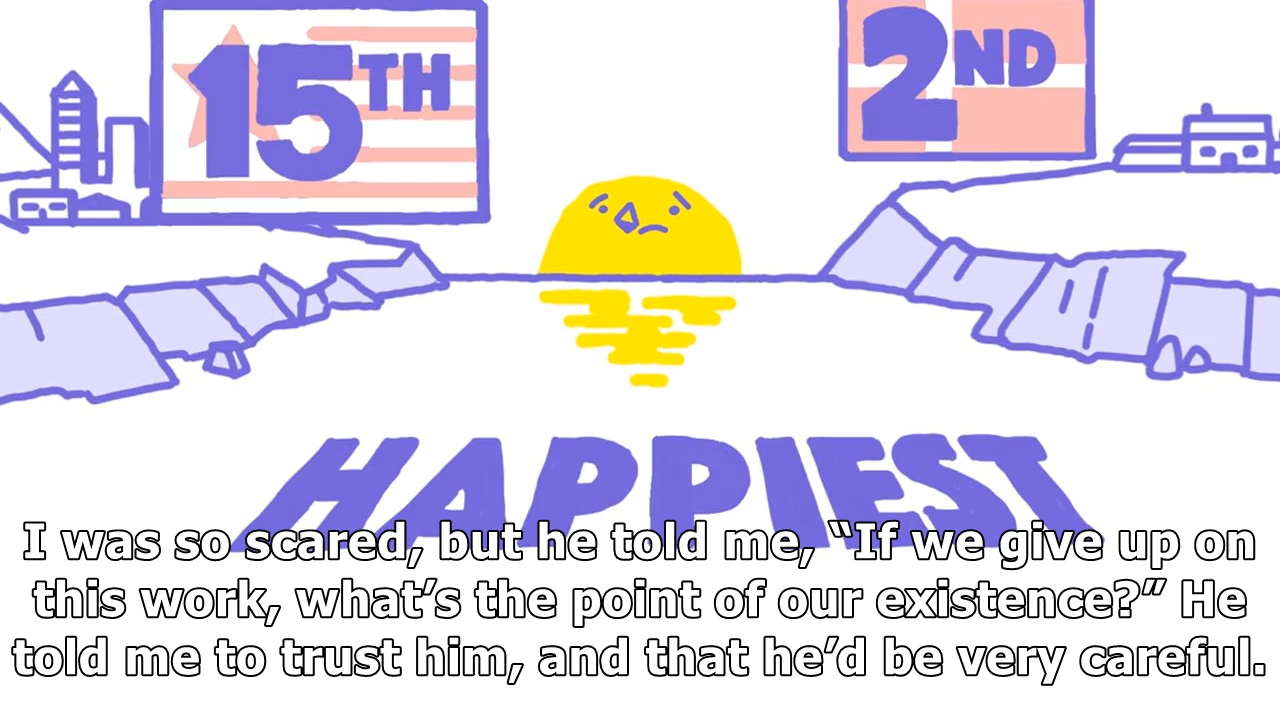 15TH
2ND
HAPPIEST
I was so scared, but he told me, “If we give up on
this work, what’s the point of our existence?” He
told me to trust him, and that he’d be very careful.